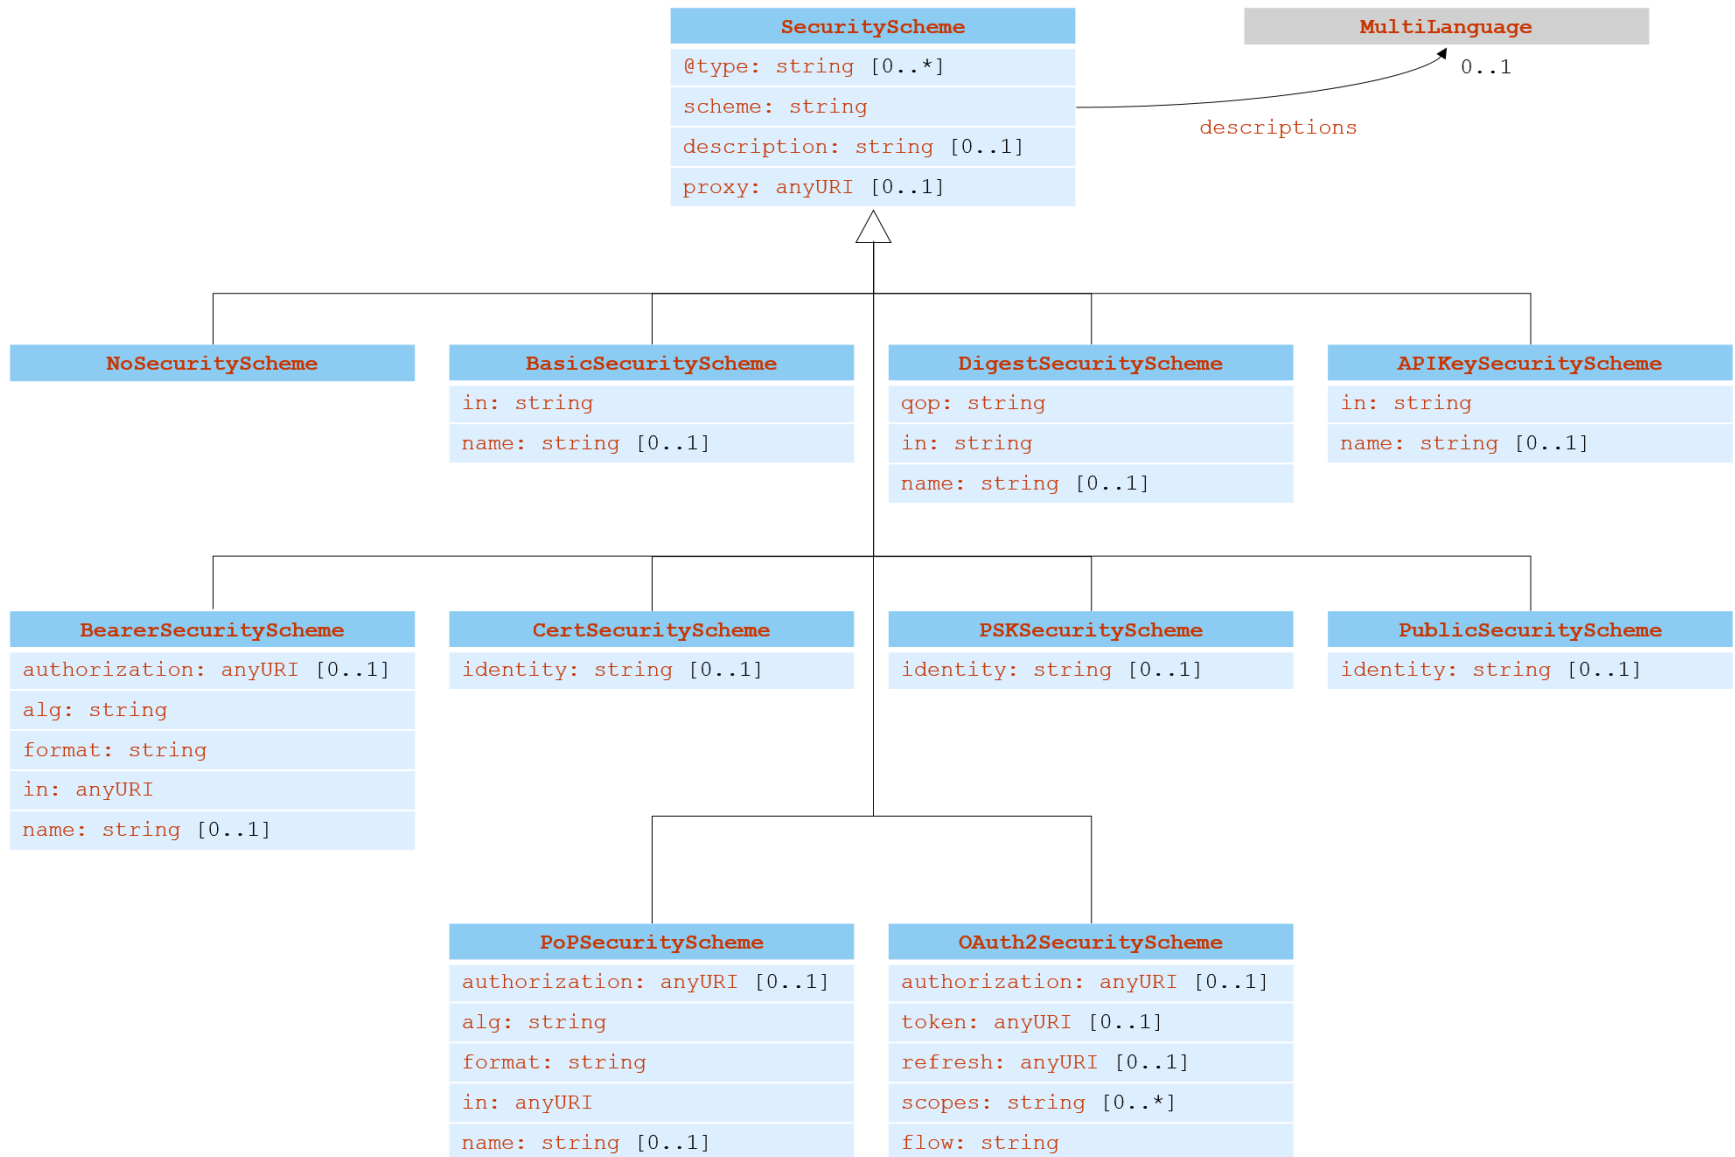 SecurityScheme
@type: string [0..*]
scheme: string
description: string [0..1]
proxy: anyURI [0..1]
MultiLanguage
0..1
descriptions
NoSecurityScheme
BasicSecurityScheme
in: string
name: string [0..1]
DigestSecurityScheme
qop: string
in: string
name: string [0..1]
APIKeySecurityScheme
in: string
name: string [0..1]
BearerSecurityScheme
authorization: anyURI [0..1]
alg: string
format: string
in: anyURI
name: string [0..1]
CertSecurityScheme
identity: string [0..1]
PSKSecurityScheme
identity: string [0..1]
PublicSecurityScheme
identity: string [0..1]
PoPSecurityScheme
authorization: anyURI [0..1]
alg: string
format: string
in: anyURI
name: string [0..1]
OAuth2SecurityScheme
authorization: anyURI [0..1]
token: anyURI [0..1]
refresh: anyURI [0..1]
scopes: string [0..*]
flow: string